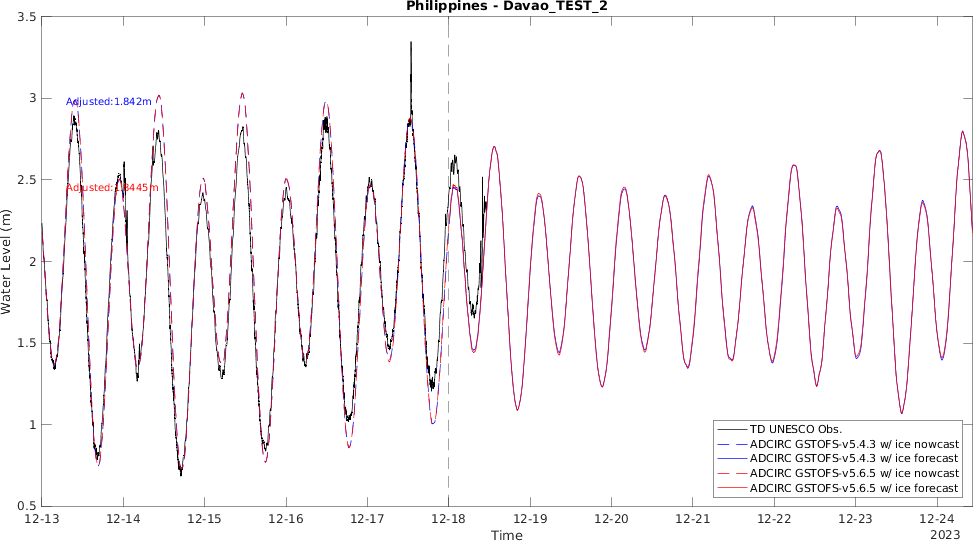 Philippines - Davao_TEST_2
3.5
3
2.5
2
1.5
1
0.5
Water Level (m)
Adjusted:1.842m
Adjusted:1.8445m
TD UNESCO Obs.
ADCIRC GSTOFS-v5.4.3 w/ ice nowcast
ADCIRC GSTOFS-v5.4.3 w/ ice forecast
ADCIRC GSTOFS-v5.6.5 w/ ice nowcast
ADCIRC GSTOFS-v5.6.5 w/ ice forecast
12-13 12-14 12-15 12-16 12-17 12-18 12-19 12-20 12-21 12-22 12-23 12-24
Time
2023